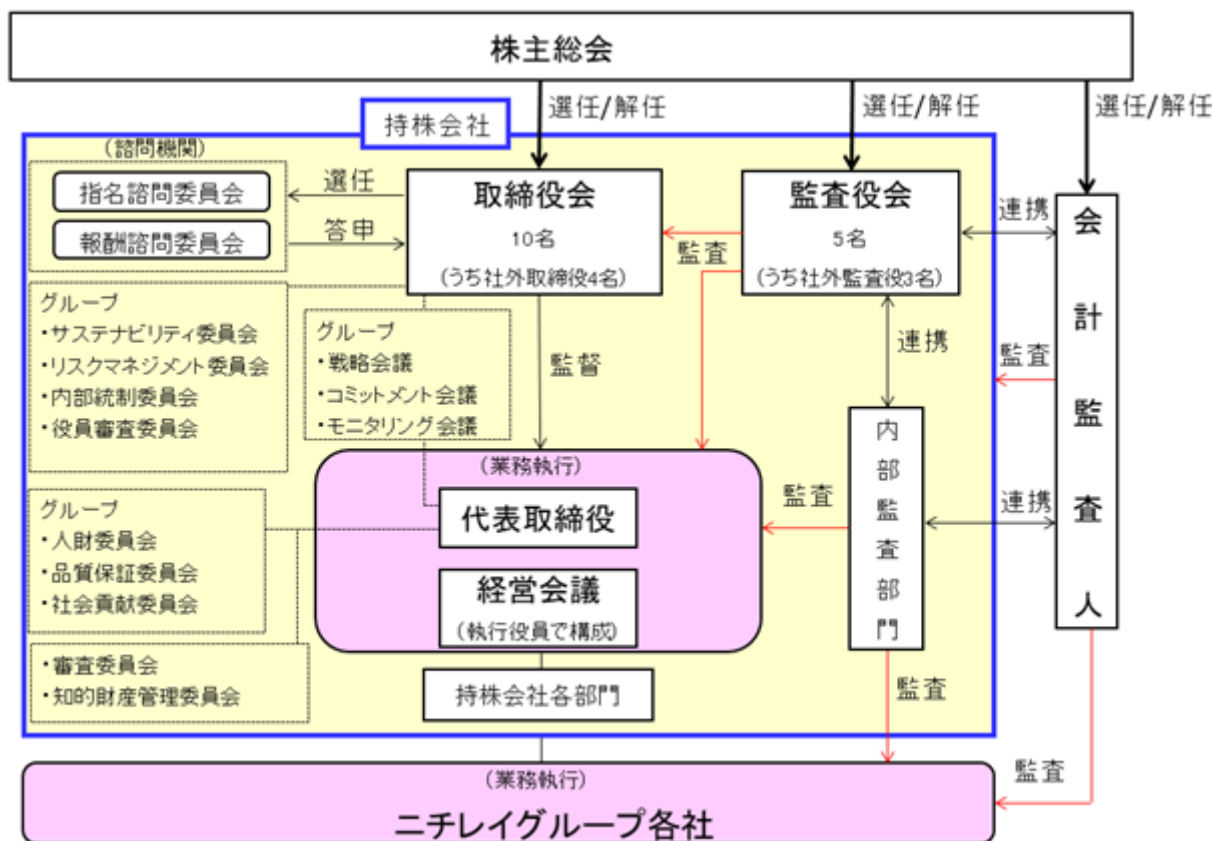 株主総会
選任/解任
選任/解任
選任/解任
持株会社
(諮問機関)
指名諮問委員会
報酬諮問委員会
選任
答申
取締役会
10名
(うち社外取締役4名)
監査
監査役会
5名
(うち社外監査役3名)
連携
会計監査人
グループ
・サステナビリティ委員会
・リスクマネジメント委員会
・内部統制委員会
・役員審査委員会
グループ
・戦略会議
・コミットメント会議
・モニタリング会議
監督
連携
監査
内部監査部門
(業務執行)
代表取締役
経営会議
(執行役員で構成)
監査
連携
グループ
・人財委員会
・品質保証委員会
・社会貢献委員会
・審査委員会
・知的財産管理委員会
持株会社各部門
監査
監査
(業務執行)
ニチレイグループ各社